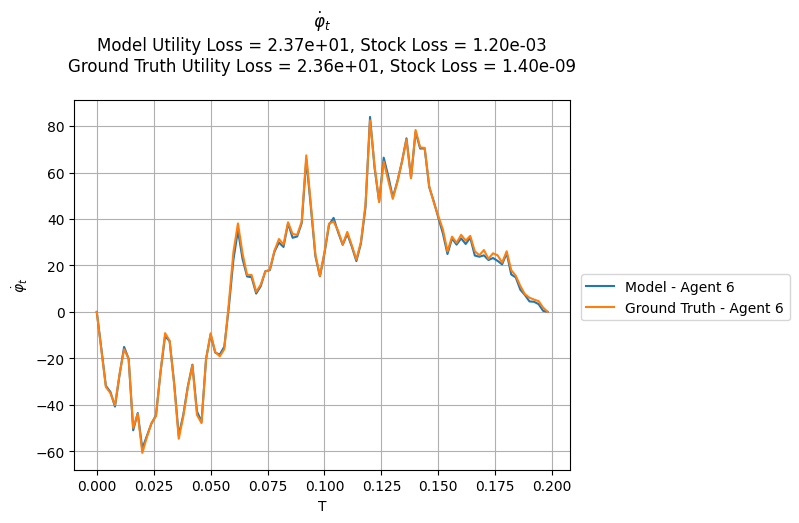 φ̇ₜ
Model Utility Loss = 2.37e+01, Stock Loss = 1.20e-03
Ground Truth Utility Loss = 2.36e+01, Stock Loss = 1.40e-09
80
60
40
20
0
−20
−40
−60
φ̇ₜ
0.000 0.025 0.050 0.075 0.100 0.125 0.150 0.175 0.200
T
Model - Agent 6
Ground Truth - Agent 6